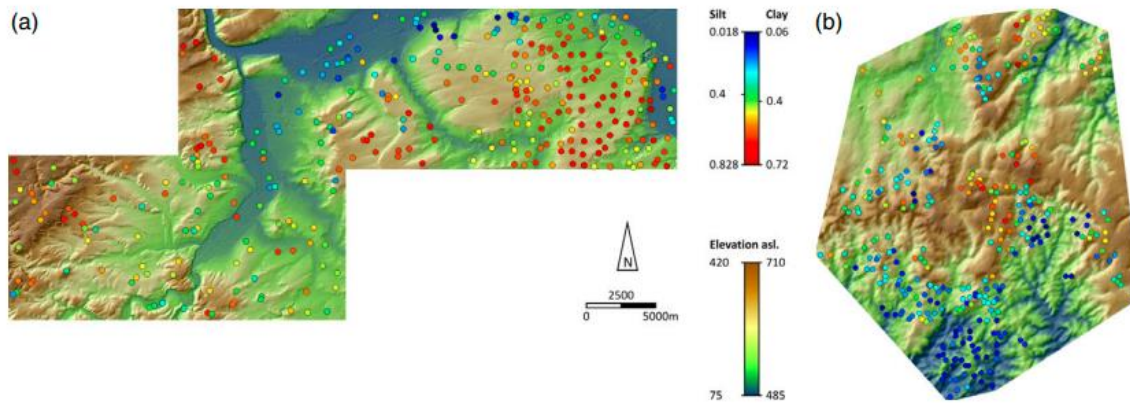 (a)
Silt Clay
0.018 0.06
0.4 0.4
0.828 0.72
(b)
Elevation asl.
420 710
75 485
N
2500
0 5000m